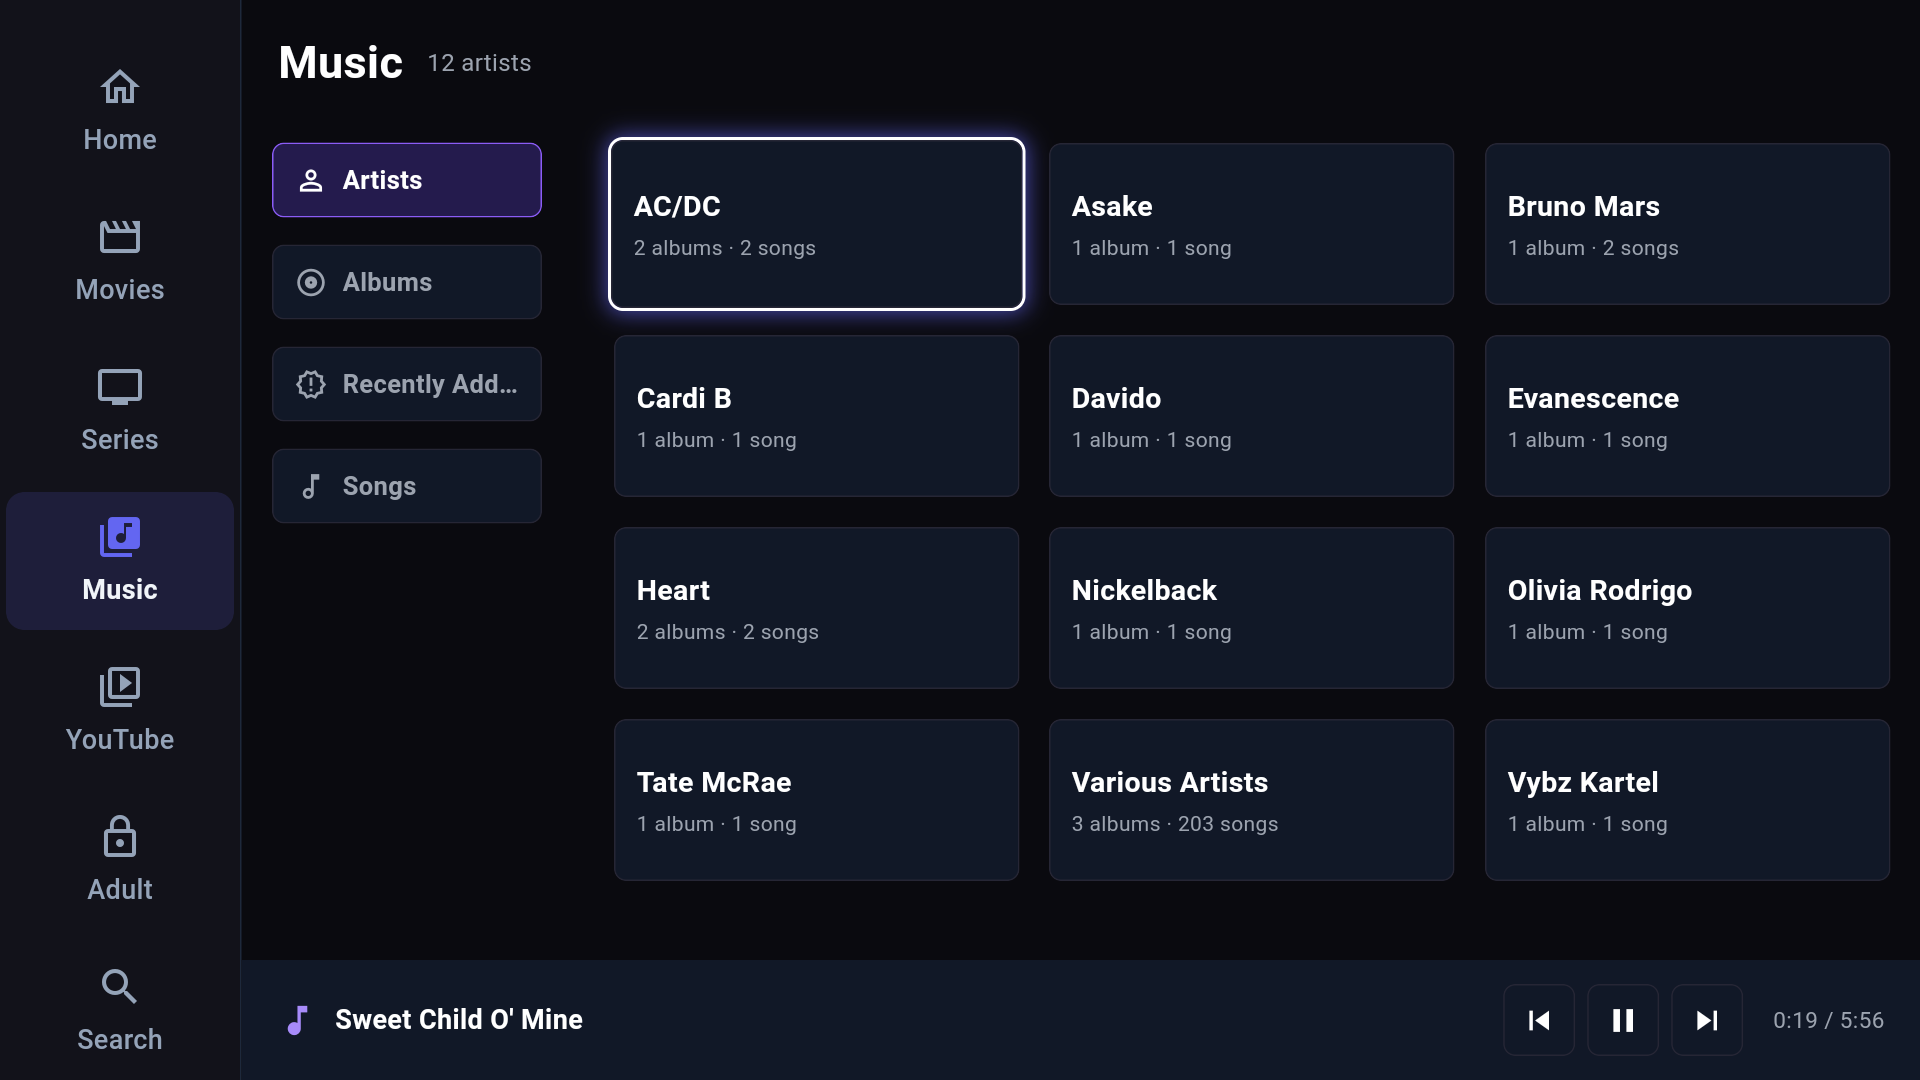 Home
Movies
Series
Music
YouTube
Adult
Search
Music
12 artists
Artists
Albums
Recently Add...
Songs
AC/DC
2 albums · 2 songs
Asake
1 album · 1 song
Bruno Mars
1 album · 2 songs
Cardi B
1 album · 1 song
Davido
1 album · 1 song
Evanescence
1 album · 1 song
Heart
2 albums · 2 songs
Nickelback
1 album · 1 song
Olivia Rodrigo
1 album · 1 song
Tate McRae
1 album · 1 song
Various Artists
3 albums · 203 songs
Vybz Kartel
1 album · 1 song
Sweet Child O' Mine
0:19 / 5:56